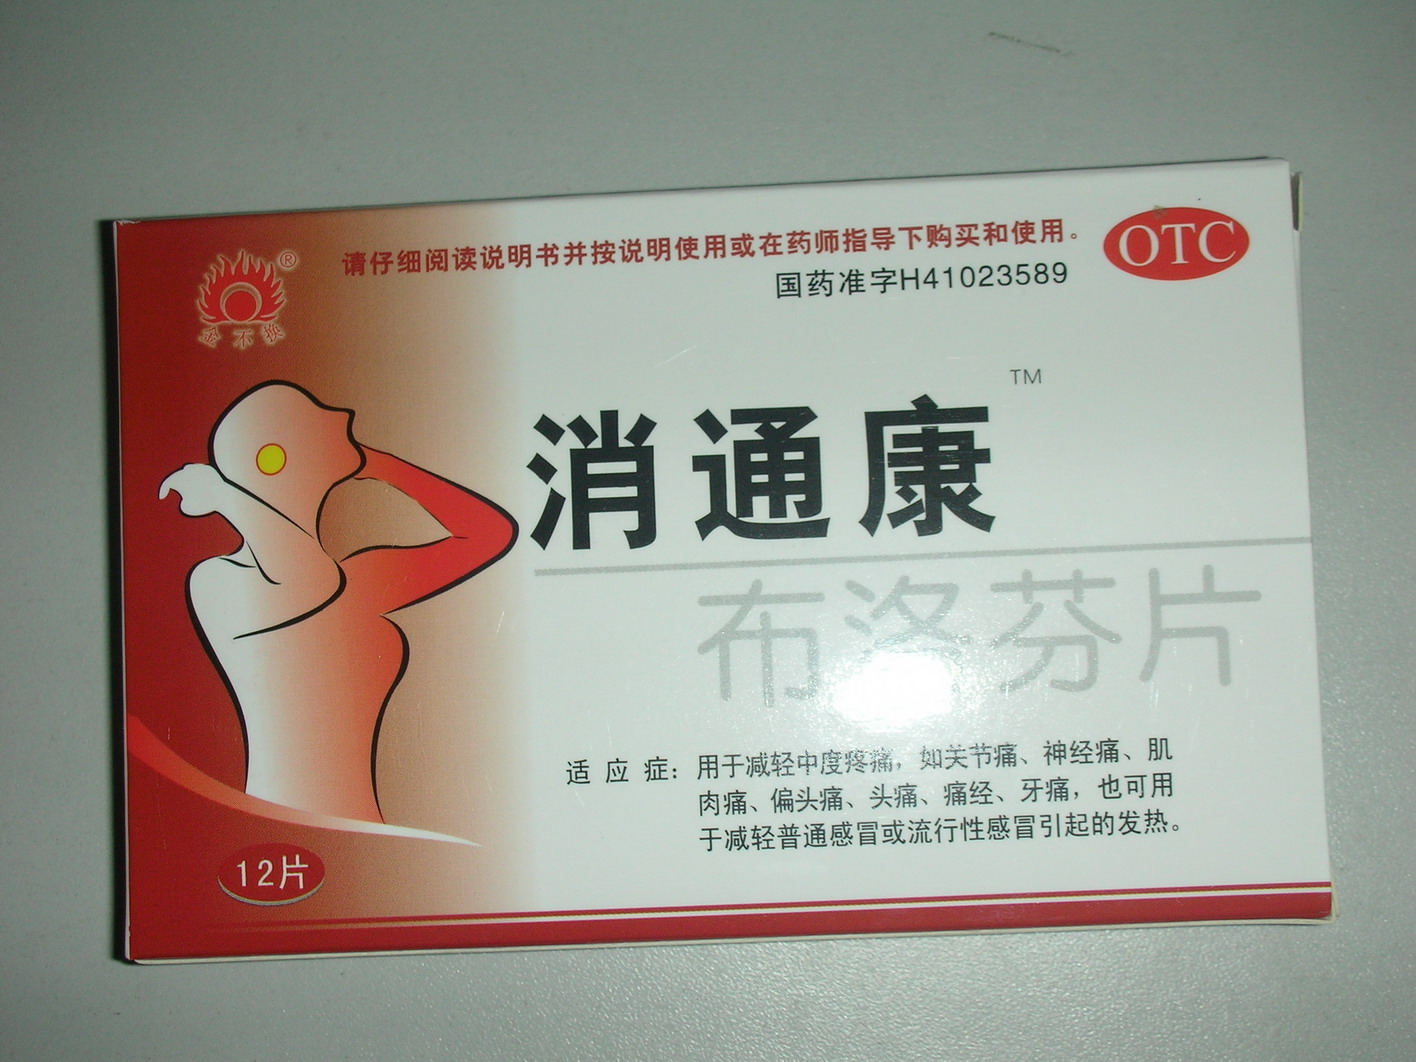 请仔细阅读说明书并按说明使用或在药师指导下购买和使用。
OTC
国药准字H41023589
®
金不换
TM
消通康
布洛芬片
适应症：用于减轻中度疼痛，如关节痛、神经痛、肌
肉痛、偏头痛、头痛、痛经、牙痛，也可用
于减轻普通感冒或流行性感冒引起的发热。
12片